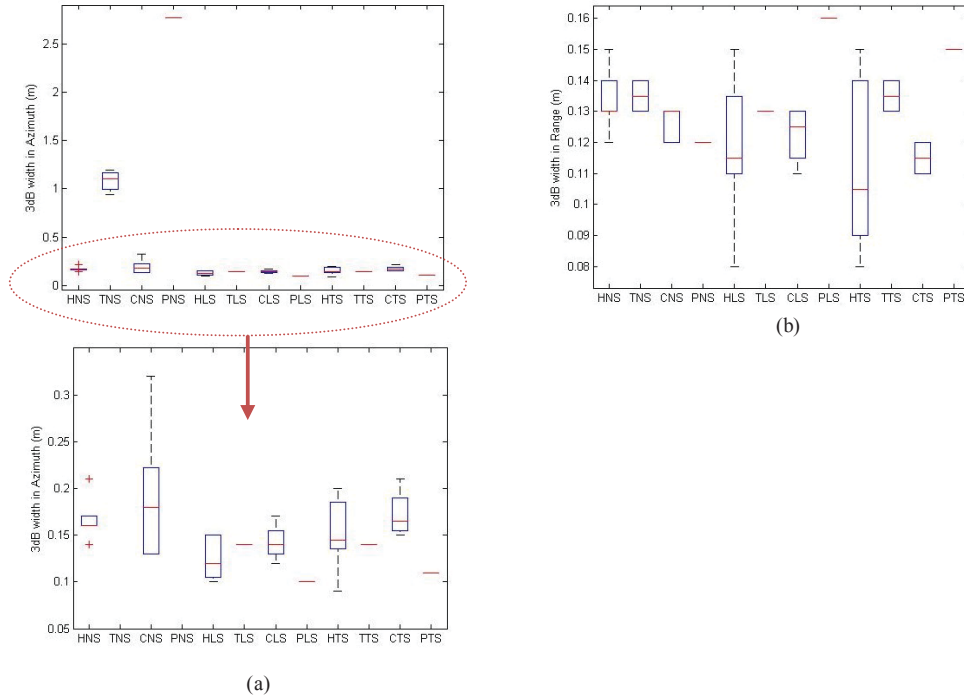 3dB width in Azimuth (m)
2.5
2
1.5
1
0.5
0
HNS TNS CNS PNS HLS TLS CLS PLS HTS TTS CTS PTS
3dB width in Azimuth (m)
0.3
0.25
0.2
0.15
0.1
0.05
HNS TNS CNS PNS HLS TLS CLS PLS HTS TTS CTS PTS
(a)
3dB width in Range (m)
0.16
0.15
0.14
0.13
0.12
0.11
0.1
0.09
0.08
HNS TNS CNS PNS HLS TLS CLS PLS HTS TTS CTS PTS
(b)